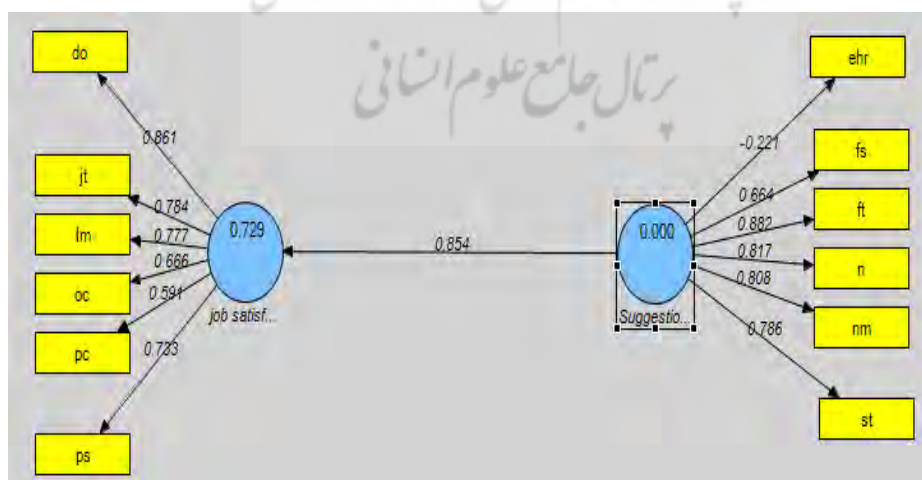 پرتال جامع علوم انسانی
do
ehr
0.861
-0.221
jt
fs
0.784
0.664
lm
0.729
0.000
ft
0.777
0.882
0.854
0.666
0.817
oc
n
0.591
0.808
job satisf...
Suggestio...
pc
nm
0.733
0.786
st
ps